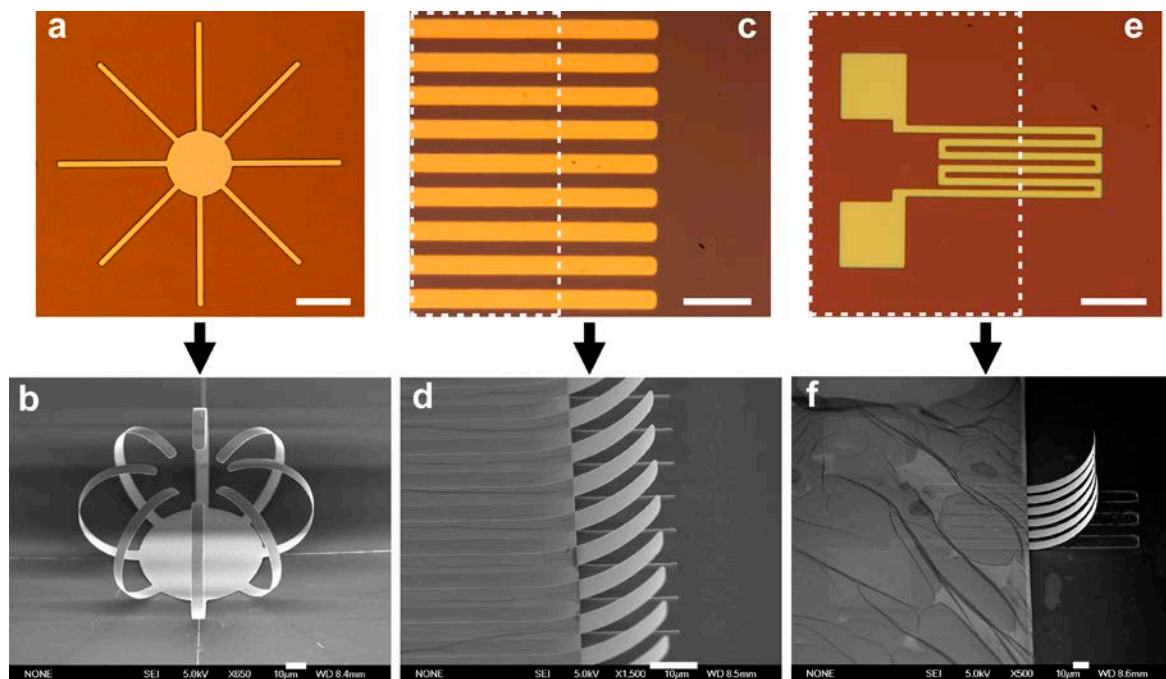 a
c
e
b
NONE SEI 5.0kV X650 10µm WD 8.4mm
d
NONE SEI 5.0kV X1,500 10µm WD 8.5mm
f
NONE SEI 5.0kV X500 10µm WD 8.6mm